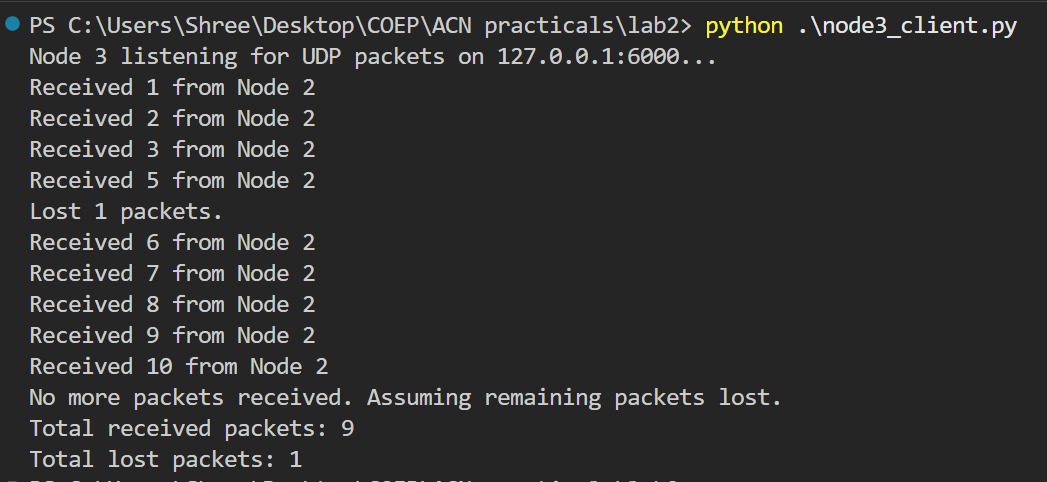 PS C:\Users\Shree\Desktop\COEP\ACN practicals\lab2> python .\node3_client.py
Node 3 listening for UDP packets on 127.0.0.1:6000...
Received 1 from Node 2
Received 2 from Node 2
Received 3 from Node 2
Received 5 from Node 2
Lost 1 packets.
Received 6 from Node 2
Received 7 from Node 2
Received 8 from Node 2
Received 9 from Node 2
Received 10 from Node 2
No more packets received. Assuming remaining packets lost.
Total received packets: 9
Total lost packets: 1